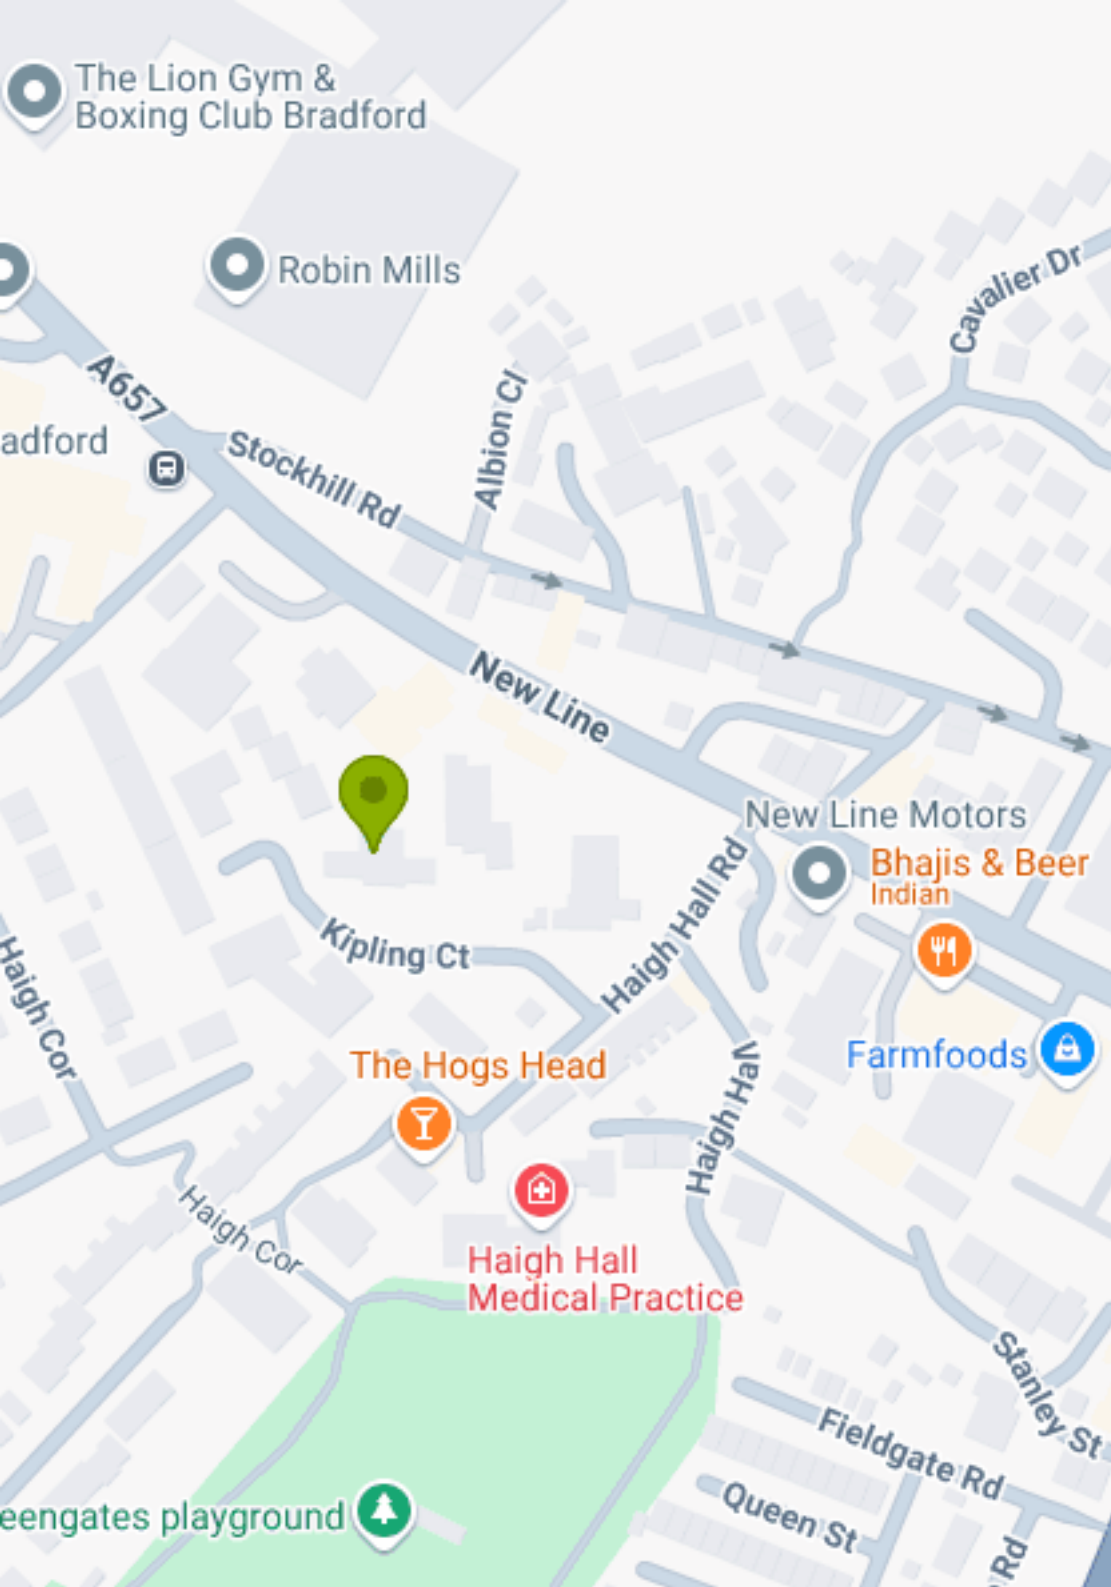 The Lion Gym &
Boxing Club Bradford
Robin Mills
Cavalier Dr
A657
adford
Stockhill Rd
Albion Cl
New Line
New Line Motors
Bhajis & Beer
Indian
Haigh Hall Rd
Kipling Ct
Haigh Cor
The Hogs Head
Farmfoods
Haigh Hall
Haigh Cor
Haigh Hall
Medical Practice
Stanley St
Fieldgate Rd
eengates playground
Queen St
Rd